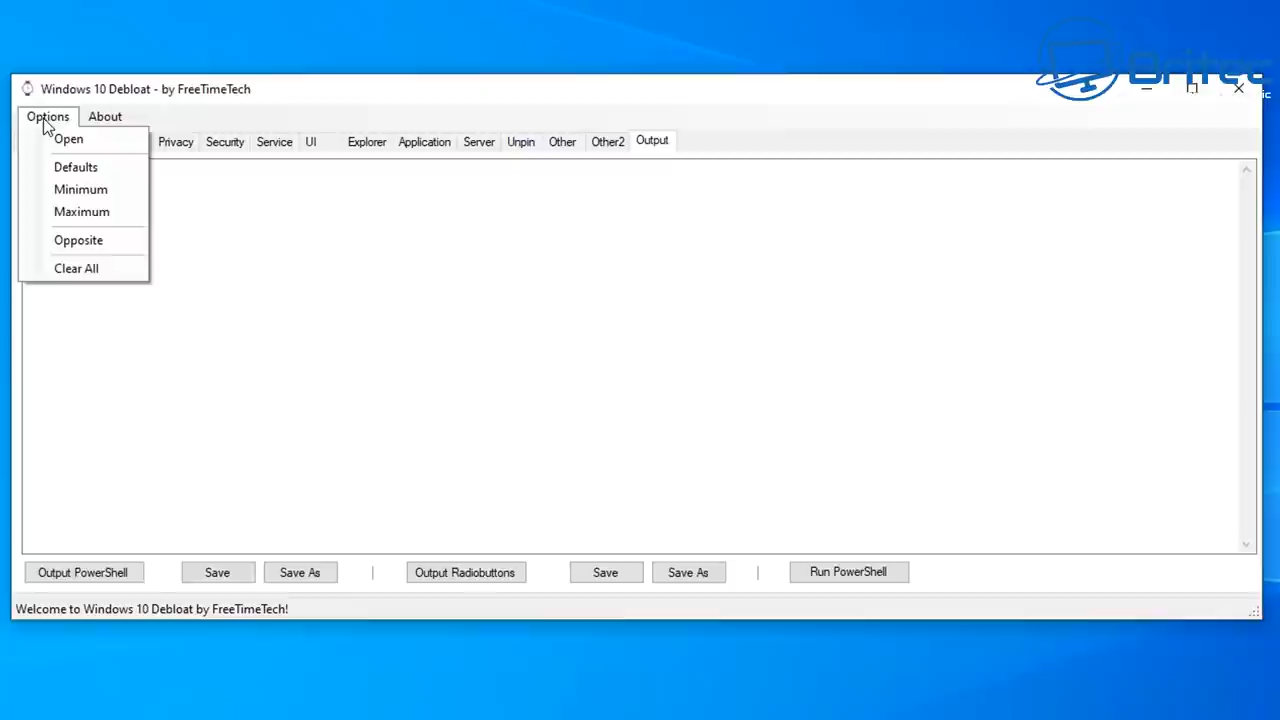 Britec
Windows 10 Debloat - by FreeTimeTech
Options About
Open
Privacy Security Service UI Explorer Application Server Unpin Other Other2 Output
Defaults
Minimum
Maximum
Opposite
Clear All
Output PowerShell Save Save As | Output Radiobuttons Save Save As | Run PowerShell
Welcome to Windows 10 Debloat by FreeTimeTech!